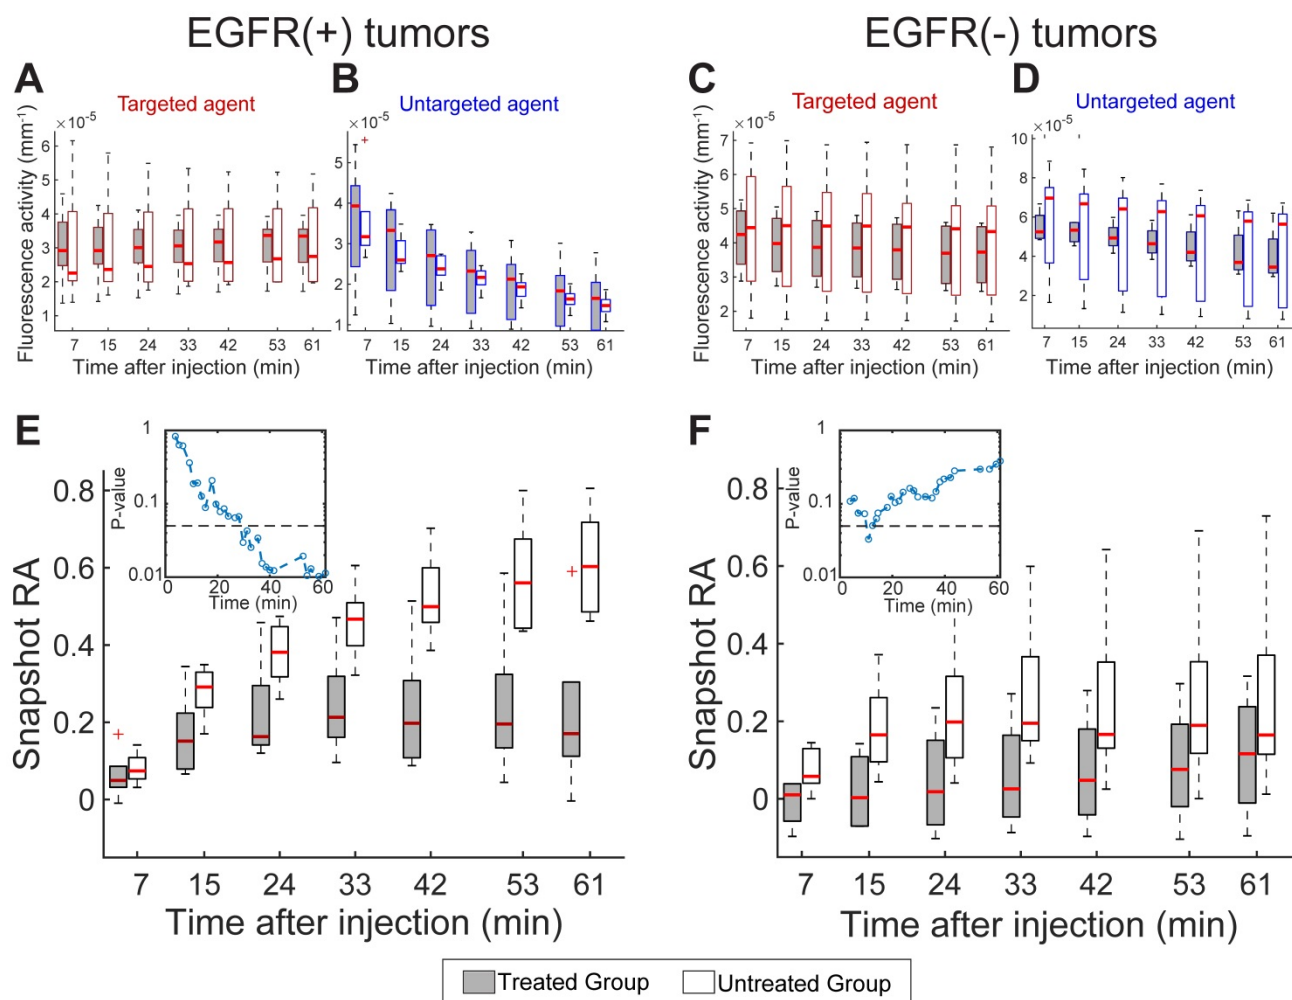 EGFR(+) tumors
EGFR(-) tumors
A
B
C
D
Targeted agent
Untargeted agent
Targeted agent
Untargeted agent
×10⁻⁵
×10⁻⁵
×10⁻⁵
×10⁻⁵
Fluorescence activity (mm⁻¹)
6
5
4
3
2
1
7 15 24 33 42 53 61
Time after injection (min)
5
4
3
2
1
7 15 24 33 42 53 61
Time after injection (min)
Fluorescence activity (mm⁻¹)
7
6
5
4
3
2
7 15 24 33 42 53 61
Time after injection (min)
10
8
6
4
2
7 15 24 33 42 53 61
Time after injection (min)
E
P-value
1
0.1
0.01
0 20 40 60
Time (min)
Snapshot RA
0.8
0.6
0.4
0.2
0
7 15 24 33 42 53 61
Time after injection (min)
F
P-value
1
0.1
0.01
0 20 40 60
Time (min)
Snapshot RA
0.8
0.6
0.4
0.2
0
7 15 24 33 42 53 61
Time after injection (min)
Treated Group Untreated Group